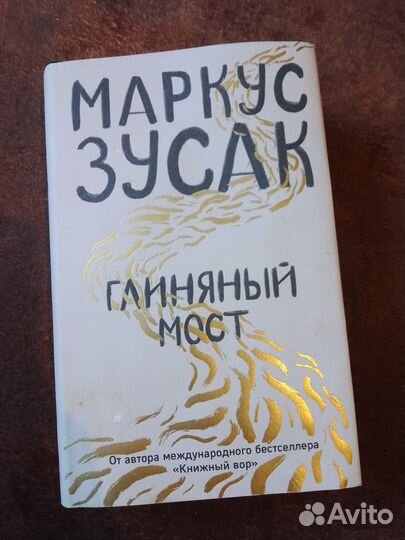 МАРКУС
ЗУСАК
ГЛИНЯНЫЙ
МОСТ
От автора международного бестселлера
«Книжный вор»
Avito